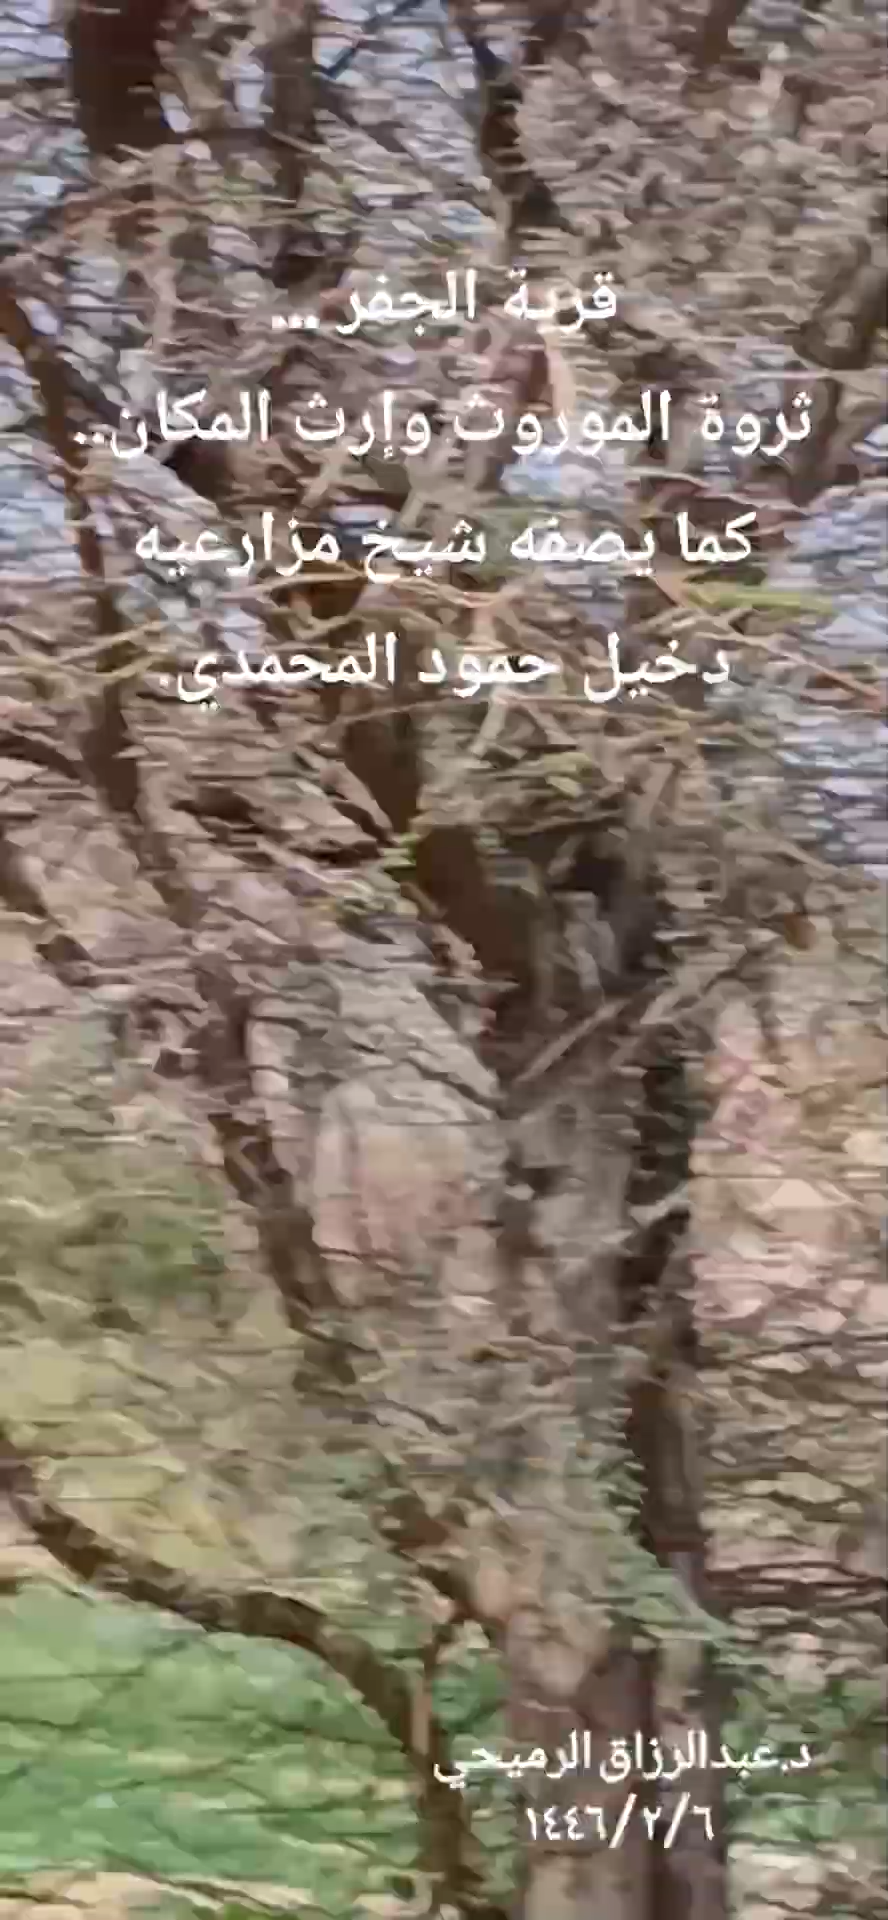 قرية الجفر ...
ثروة الموروث وإرث المكان..
كما يصفه شيخ مزارعيه
دخيل حمود المحمدي.
د.عبدالرزاق الرميحي
١٤٤٦/٢/٦